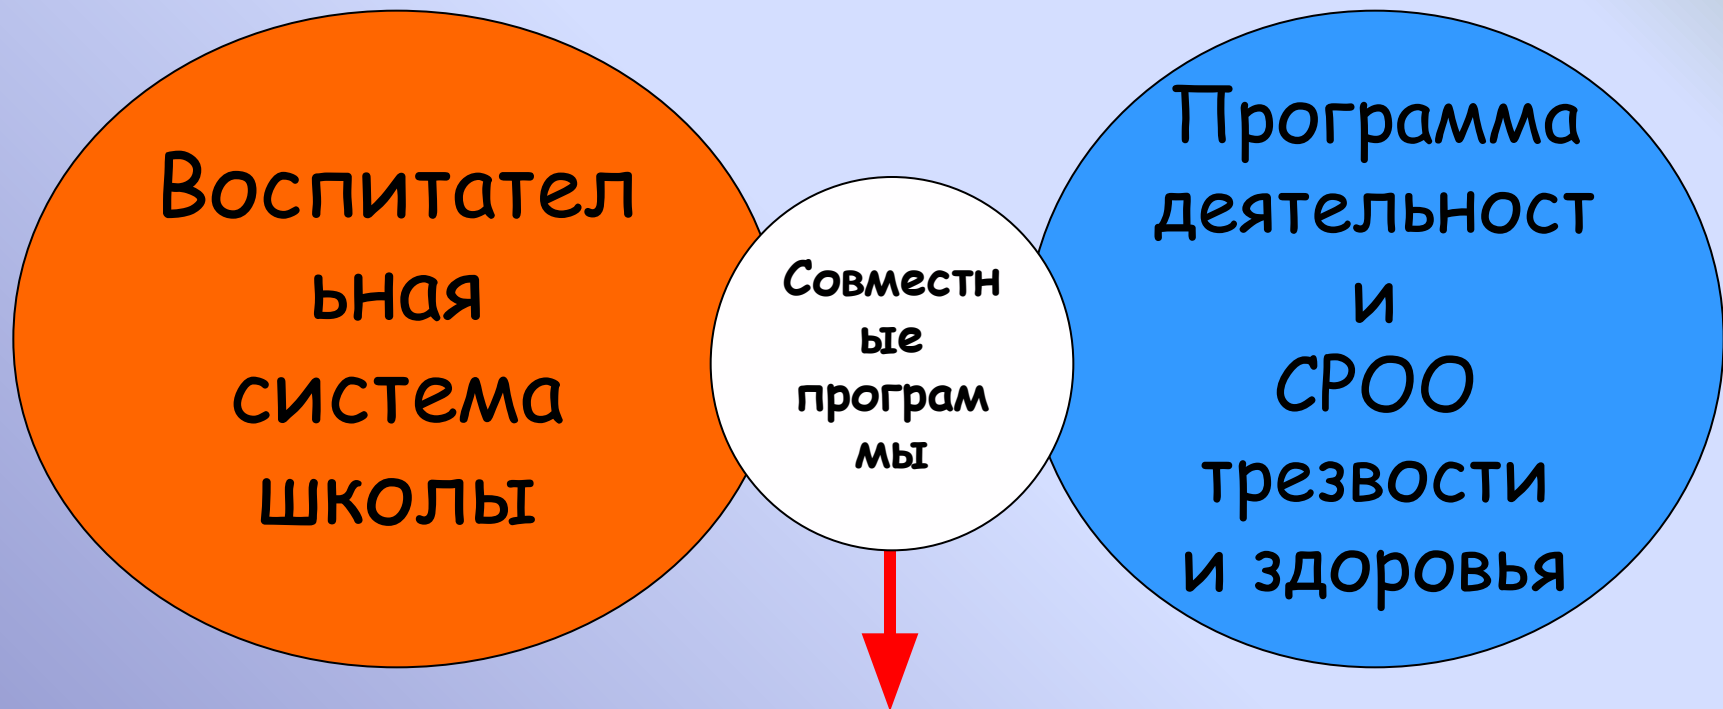 Воспитател
ьная
система
школы
Совместн
ые
програм
мы
Программа
деятельност
и
СРОО
трезвости
и здоровья